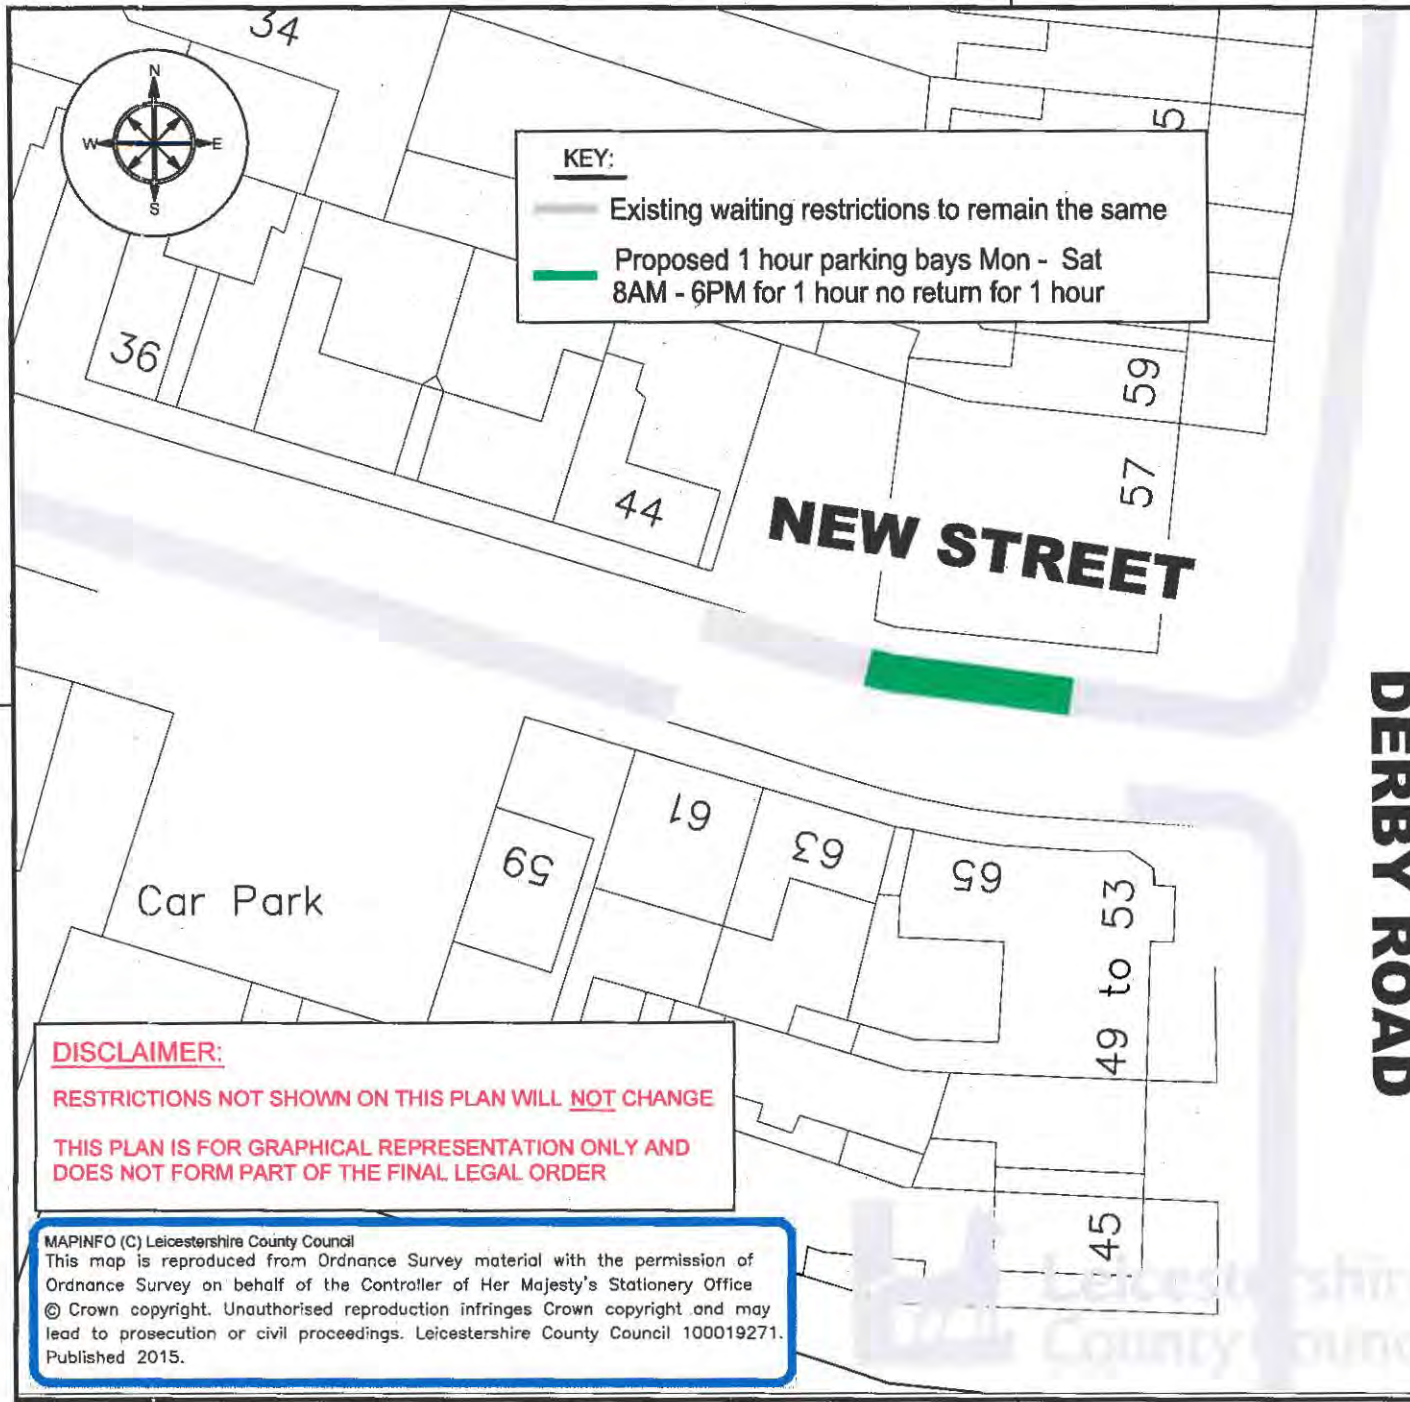 34
N
W E
S
5
KEY:
Existing waiting restrictions to remain the same
Proposed 1 hour parking bays Mon - Sat
8AM - 6PM for 1 hour no return for 1 hour
36
59
57
44
NEW STREET
DERBY ROAD
61
63
65
59
Car Park
49 to 53
DISCLAIMER:
RESTRICTIONS NOT SHOWN ON THIS PLAN WILL NOT CHANGE
THIS PLAN IS FOR GRAPHICAL REPRESENTATION ONLY AND
DOES NOT FORM PART OF THE FINAL LEGAL ORDER
45
MAPINFO (C) Leicestershire County Council
This map is reproduced from Ordnance Survey material with the permission of
Ordnance Survey on behalf of the Controller of Her Majesty's Stationery Office
© Crown copyright. Unauthorised reproduction infringes Crown copyright and may
lead to prosecution or civil proceedings. Leicestershire County Council 100019271.
Published 2015.
County